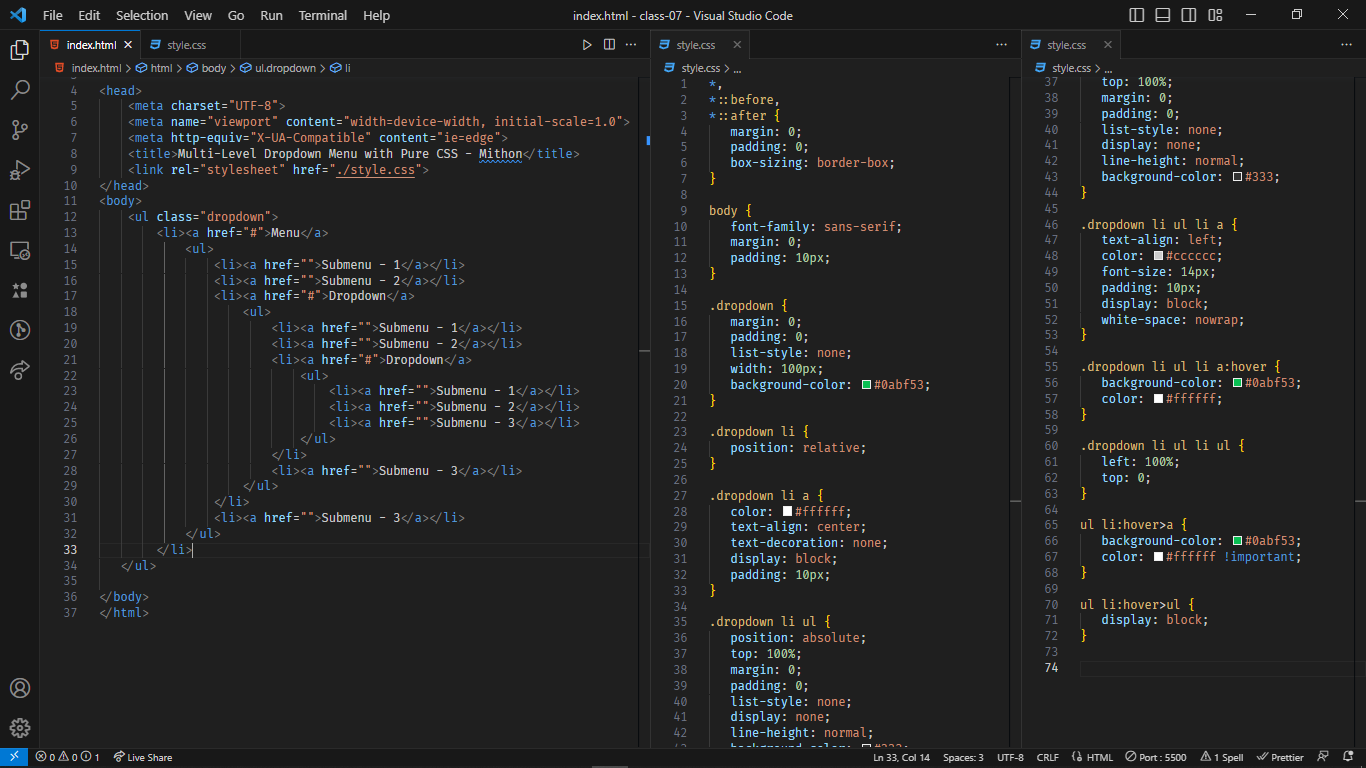 File Edit Selection View Go Run Terminal Help
index.html - class-07 - Visual Studio Code
index.html style.css
index.html > html > body > ul.dropdown > li
4 <head>
5 <meta charset="UTF-8">
6 <meta name="viewport" content="width=device-width, initial-scale=1.0">
7 <meta http-equiv="X-UA-Compatible" content="ie=edge">
8 <title>Multi-Level Dropdown Menu with Pure CSS - Mithon</title>
9 <link rel="stylesheet" href="./style.css">
10 </head>
11 <body>
12 <ul class="dropdown">
13 <li><a href="#">Menu</a>
14 <ul>
15 <li><a href="">Submenu - 1</a></li>
16 <li><a href="">Submenu - 2</a></li>
17 <li><a href="#">Dropdown</a>
18 <ul>
19 <li><a href="">Submenu - 1</a></li>
20 <li><a href="">Submenu - 2</a></li>
21 <li><a href="#">Dropdown</a>
22 <ul>
23 <li><a href="">Submenu - 1</a></li>
24 <li><a href="">Submenu - 2</a></li>
25 <li><a href="">Submenu - 3</a></li>
26 </ul>
27 </li>
28 <li><a href="">Submenu - 3</a></li>
29 </ul>
30 </li>
31 <li><a href="">Submenu - 3</a></li>
32 </ul>
33 </li>
34 </ul>
35
36 </body>
37 </html>
style.css
style.css > ...
1 *,
2 *::before,
3 *::after {
4 margin: 0;
5 padding: 0;
6 box-sizing: border-box;
7 }
8
9 body {
10 font-family: sans-serif;
11 margin: 0;
12 padding: 10px;
13 }
14
15 .dropdown {
16 margin: 0;
17 padding: 0;
18 list-style: none;
19 width: 100px;
20 background-color: #0abf53;
21 }
22
23 .dropdown li {
24 position: relative;
25 }
26
27 .dropdown li a {
28 color: #ffffff;
29 text-align: center;
30 text-decoration: none;
31 display: block;
32 padding: 10px;
33 }
34
35 .dropdown li ul {
36 position: absolute;
37 top: 100%;
38 margin: 0;
39 padding: 0;
40 list-style: none;
41 display: none;
42 line-height: normal;
43 background-color: #333;
style.css
style.css > ...
37 top: 100%;
38 margin: 0;
39 padding: 0;
40 list-style: none;
41 display: none;
42 line-height: normal;
43 background-color: #333;
44 }
45
46 .dropdown li ul li a {
47 text-align: left;
48 color: #cccccc;
49 font-size: 14px;
50 padding: 10px;
51 display: block;
52 white-space: nowrap;
53 }
54
55 .dropdown li ul li a:hover {
56 background-color: #0abf53;
57 color: #ffffff;
58 }
59
60 .dropdown li ul li ul {
61 left: 100%;
62 top: 0;
63 }
64
65 ul li:hover>a {
66 background-color: #0abf53;
67 color: #ffffff !important;
68 }
69
70 ul li:hover>ul {
71 display: block;
72 }
73
74
0 0 1 Live Share Ln 33, Col 14 Spaces: 3 UTF-8 CRLF HTML Port : 5500 1 Spell Prettier